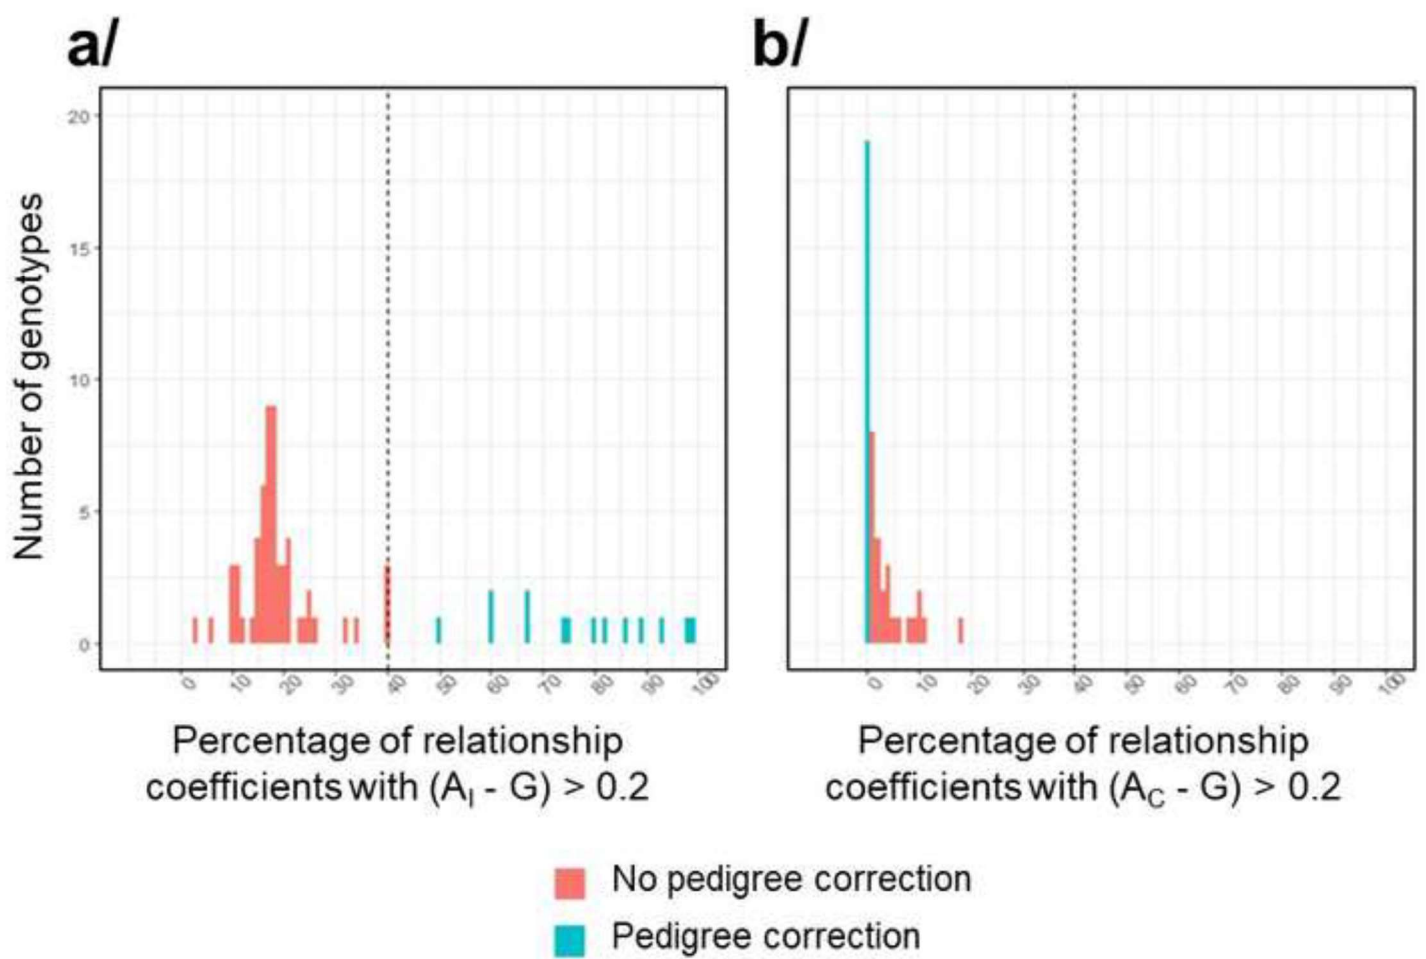 a/
b/
Number of genotypes
20
15
10
5
0
0 10 20 30 40 50 60 70 80 90 100
0 10 20 30 40 50 60 70 80 90 100
Percentage of relationship
coefficients with (A_I - G) > 0.2
Percentage of relationship
coefficients with (A_C - G) > 0.2
No pedigree correction
Pedigree correction